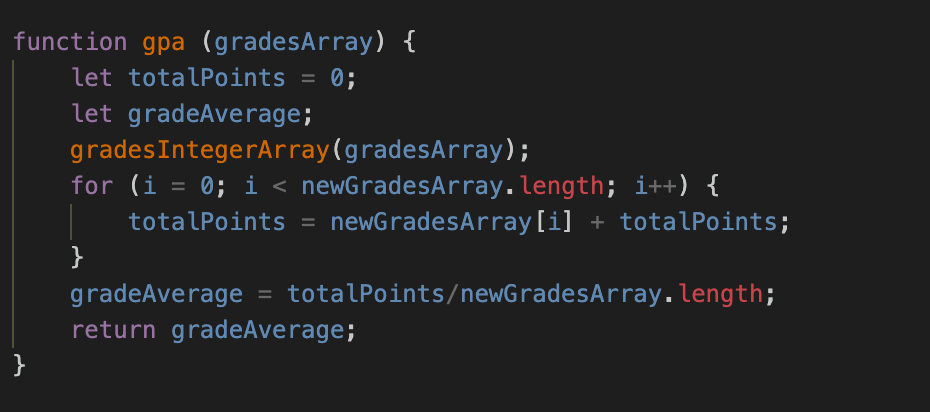 function gpa (gradesArray) {
    let totalPoints = 0;
    let gradeAverage;
    gradesIntegerArray(gradesArray);
    for (i = 0; i < newGradesArray.length; i++) {
        totalPoints = newGradesArray[i] + totalPoints;
    }
    gradeAverage = totalPoints/newGradesArray.length;
    return gradeAverage;
}